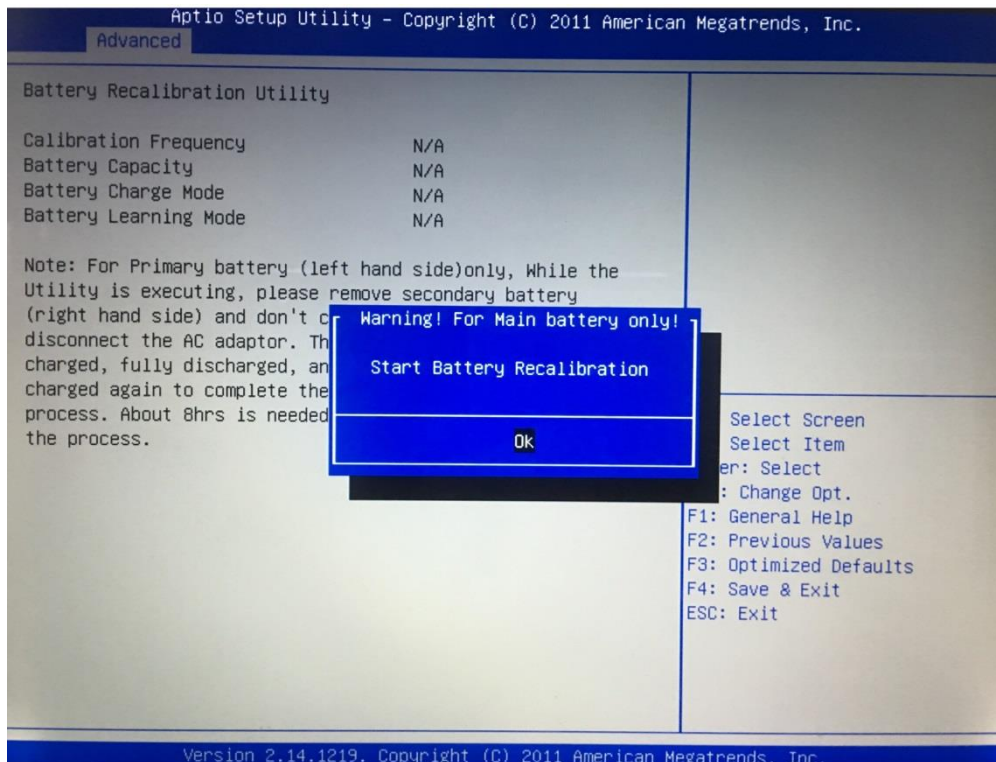 Aptio Setup Utility – Copyright (C) 2011 American Megatrends, Inc.
Advanced
Battery Recalibration Utility
Calibration Frequency N/A
Battery Capacity N/A
Battery Charge Mode N/A
Battery Learning Mode N/A
Note: For Primary battery (left hand side)only, While the
Utility is executing, please remove secondary battery
(right hand side) and don't
disconnect the AC adaptor.
charged, fully discharged,
charged again to complete the
process. About 8hrs is needed
the process.
Warning! For Main battery only!
Start Battery Recalibration
Ok
Select Screen
Select Item
: Select
: Change Opt.
F1: General Help
F2: Previous Values
F3: Optimized Defaults
F4: Save & Exit
ESC: Exit
Version 2.14.1219. Copyright (C) 2011 American Megatrends, Inc.